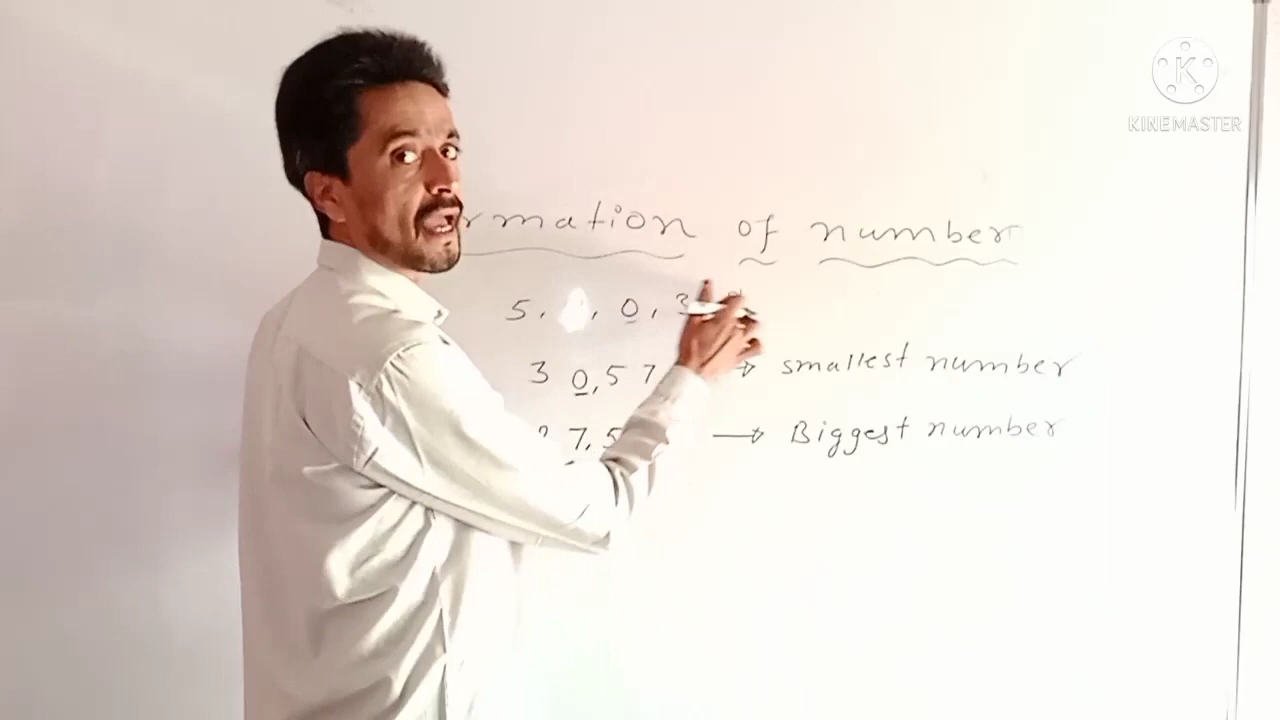 KINEMASTER
rmation of number
5, , 0, 3
3 0,5 7 → smallest number
7, 5 → Biggest number